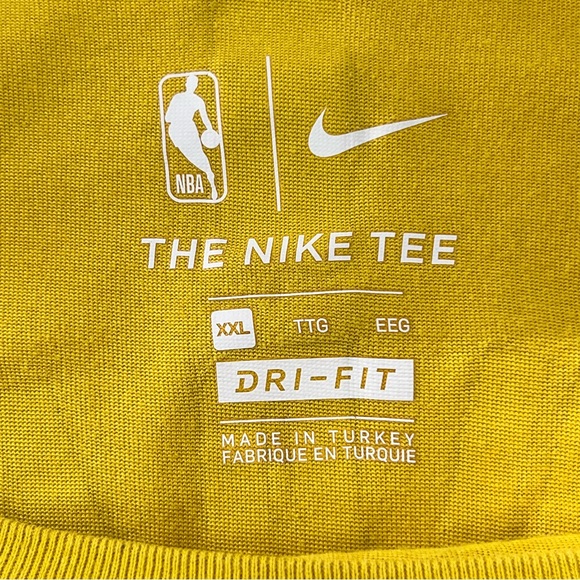 NBA
THE NIKE TEE
XXL TTG EEG
DRI-FIT
MADE IN TURKEY
FABRIQUE EN TURQUIE